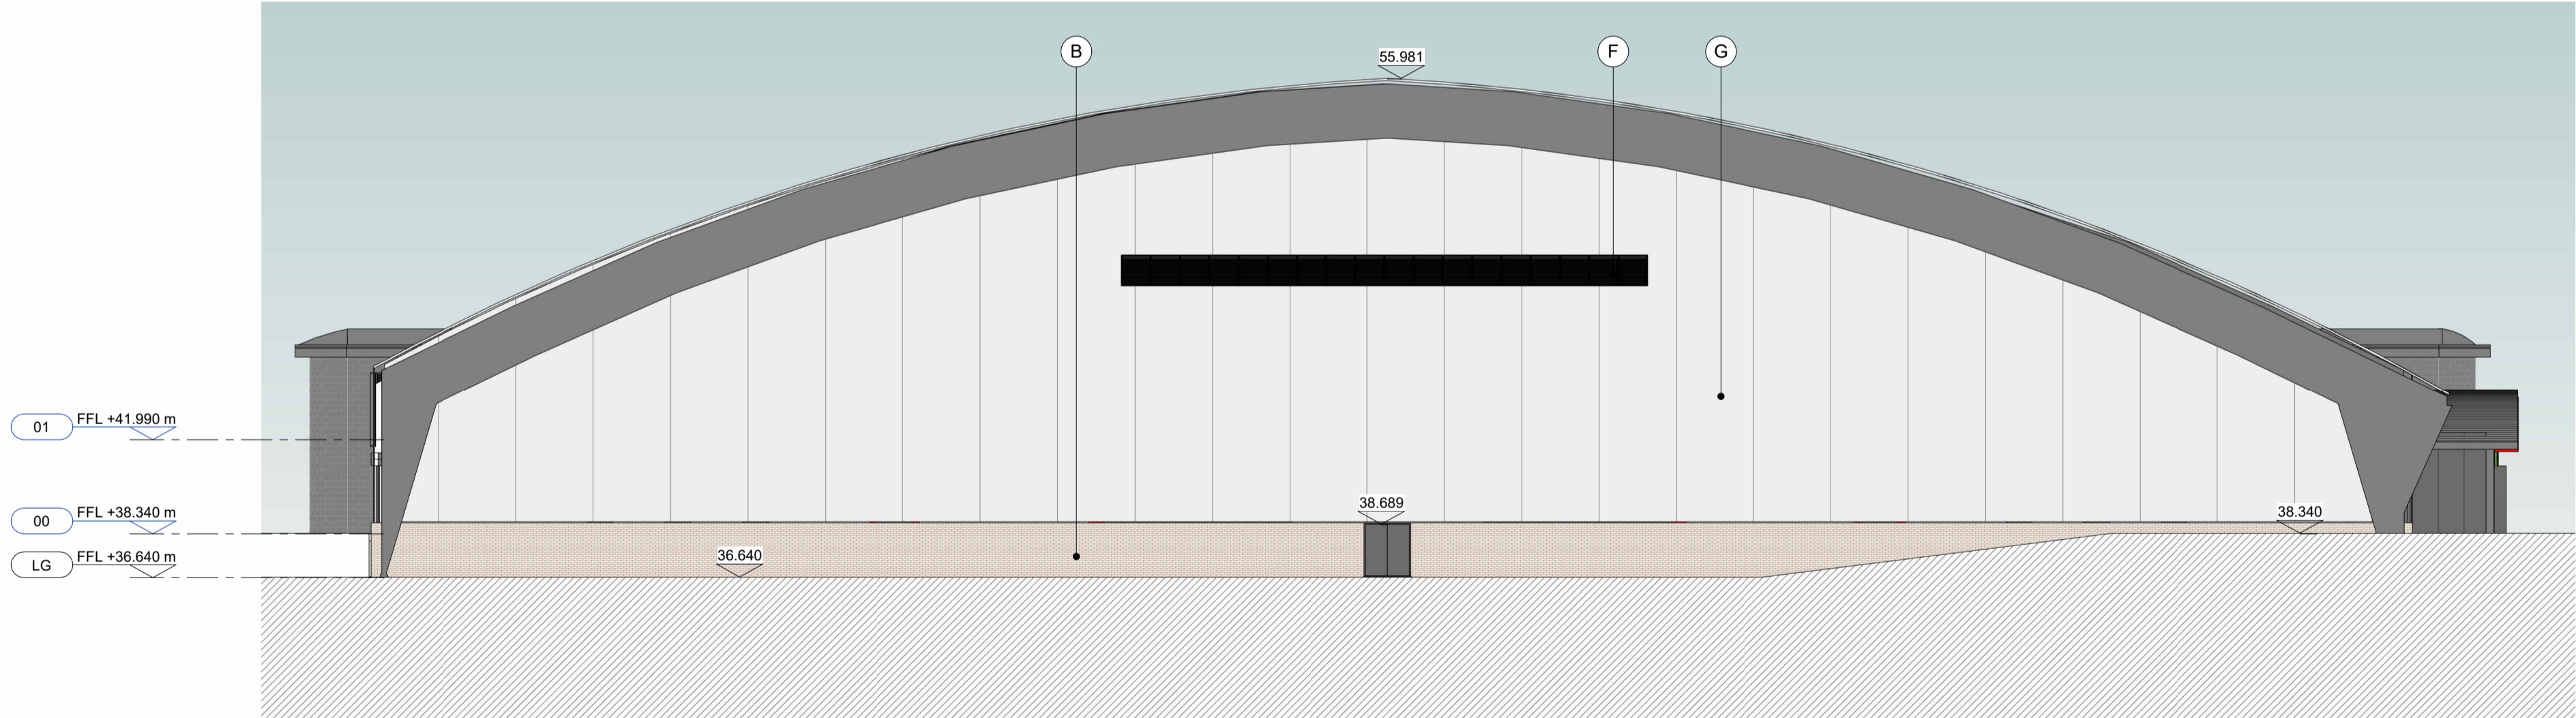 B
F
G
55.981
01 FFL +41.990 m
38.689
00 FFL +38.340 m
38.340
LG FFL +36.640 m
36.640